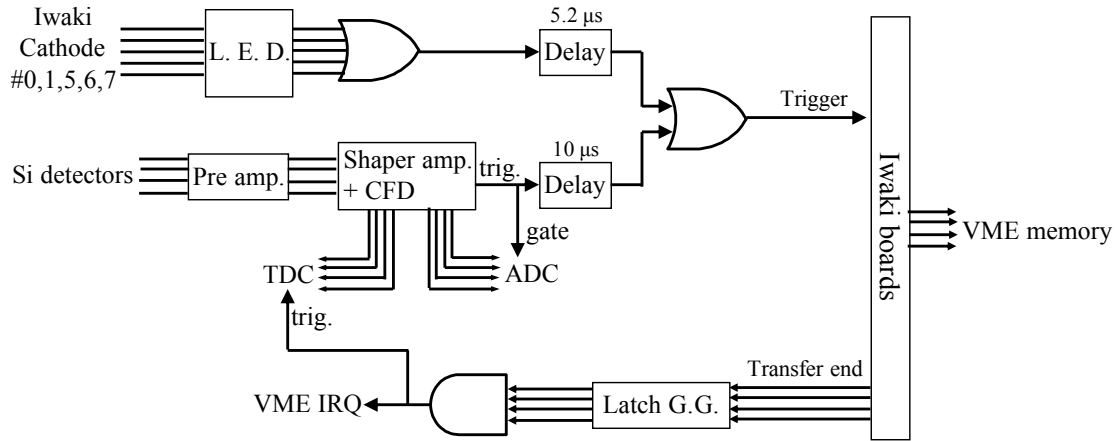 Iwaki
Cathode
#0,1,5,6,7
L. E. D.
5.2 μs
Delay
Trigger
Si detectors
Pre amp.
Shaper amp.
+ CFD
trig.
10 μs
Delay
gate
TDC
ADC
trig.
Iwaki boards
VME memory
Transfer end
VME IRQ
Latch G.G.